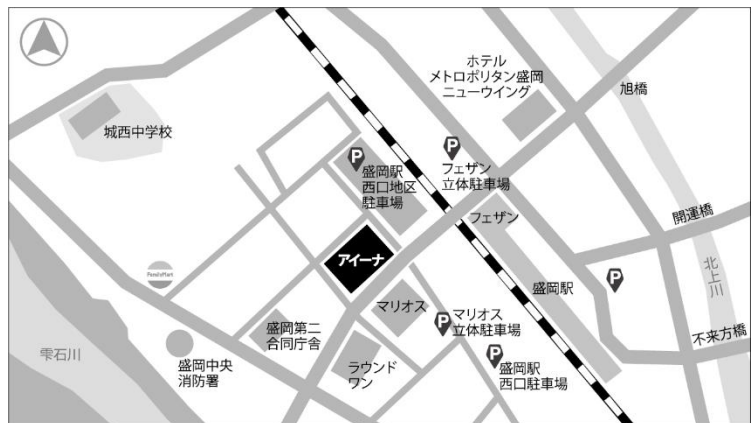 ホテル
メトロポリタン盛岡
ニューウイング
旭橋
城西中学校
P
盛岡駅
西口地区
駐車場
P
フェザン
立体駐車場
フェザン
開運橋
アイーナ
北上川
P
盛岡駅
FamilyMart
マリオス
P
マリオス
立体駐車場
盛岡第二
合同庁舎
不来方橋
雫石川
盛岡中央
消防署
ラウンド
ワン
P
盛岡駅
西口駐車場